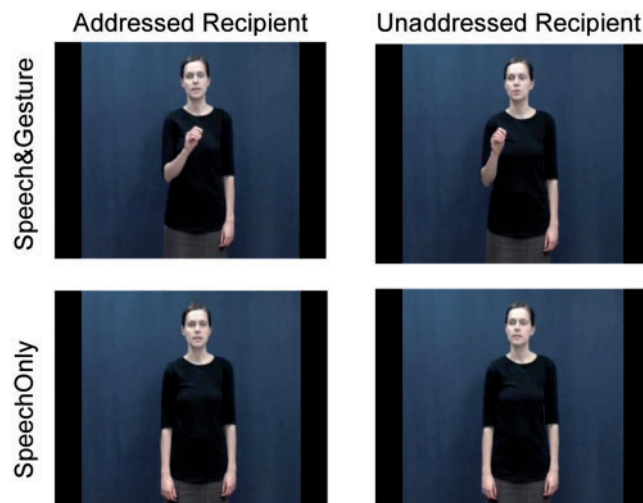 Addressed Recipient
Unaddressed Recipient
Speech&Gesture
SpeechOnly